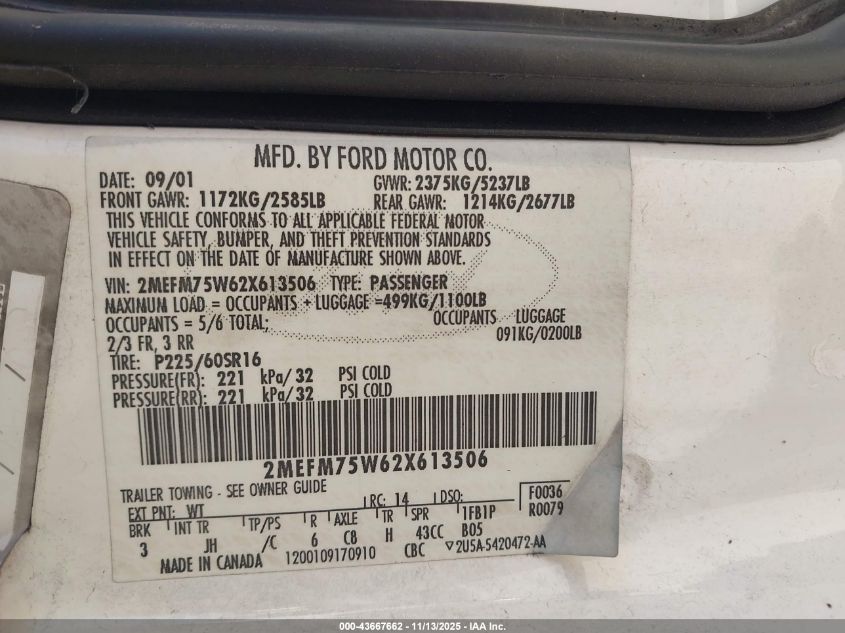 MFD. BY FORD MOTOR CO.
DATE: 09/01 GVWR: 2375KG/5237LB
FRONT GAWR: 1172KG/2585LB REAR GAWR: 1214KG/2677LB
THIS VEHICLE CONFORMS TO ALL APPLICABLE FEDERAL MOTOR
VEHICLE SAFETY, BUMPER, AND THEFT PREVENTION STANDARDS
IN EFFECT ON THE DATE OF MANUFACTURE SHOWN ABOVE.
VIN: 2MEFM75W62X613506 TYPE: PASSENGER
MAXIMUM LOAD = OCCUPANTS + LUGGAGE =499KG/1100LB
OCCUPANTS = 5/6 TOTAL; OCCUPANTS LUGGAGE
2/3 FR, 3 RR 091KG/0200LB
TIRE: P225/60SR16
PRESSURE(FR): 221 kPa/ 32 PSI COLD
PRESSURE(RR): 221 kPa/ 32 PSI COLD
2MEFM75W62X613506
TRAILER TOWING - SEE OWNER GUIDE
EXT PNT: WT RC: 14 DSO: F0036
BRK INT TR TP/PS R AXLE TR SPR 1FB1P R0079
3 JH /C 6 C8 H 43CC B05
MADE IN CANADA 1200109170910 CBC ▽2U5A-5420472-AA
000-43667662 | 11/13/2025 | IAA Inc.